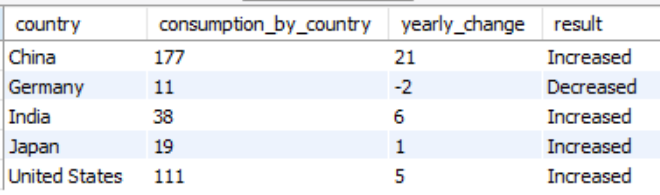 country consumption_by_country yearly_change result
China 177 21 Increased
Germany 11 -2 Decreased
India 38 6 Increased
Japan 19 1 Increased
United States 111 5 Increased